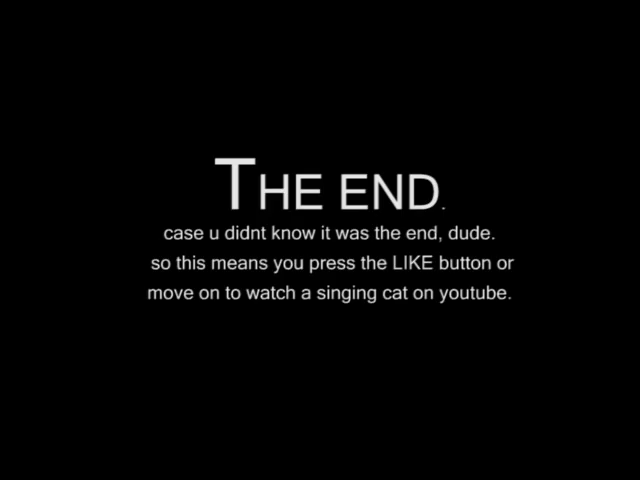 THE END.
case u didnt know it was the end, dude.
so this means you press the LIKE button or
move on to watch a singing cat on youtube.